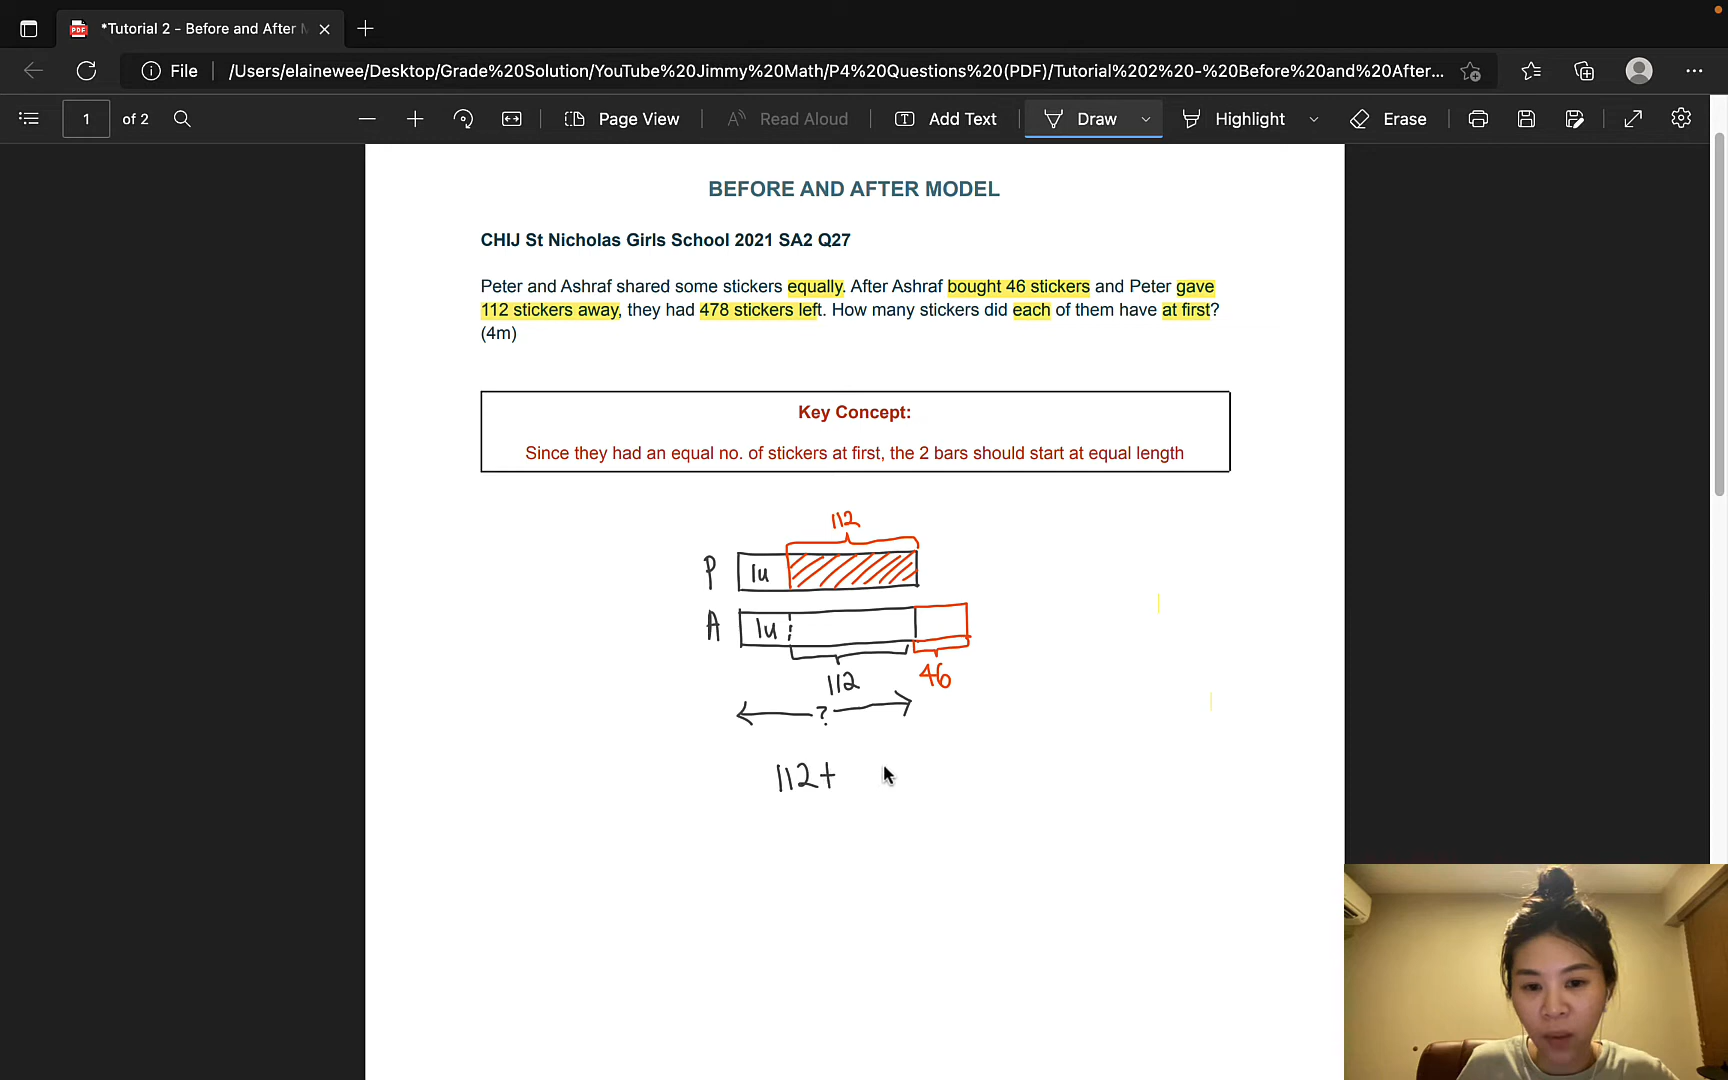 *Tutorial 2 - Before and After M
File
/Users/elainewee/Desktop/Grade%20Solution/YouTube%20Jimmy%20Math/P4%20Questions%20(PDF)/Tutorial%202%20-%20Before%20and%20After...
1 of 2
Page View
Read Aloud
Add Text
Draw
Highlight
Erase
BEFORE AND AFTER MODEL
CHIJ St Nicholas Girls School 2021 SA2 Q27
Peter and Ashraf shared some stickers equally. After Ashraf bought 46 stickers and Peter gave
112 stickers away, they had 478 stickers left. How many stickers did each of them have at first?
(4m)
Key Concept:
Since they had an equal no. of stickers at first, the 2 bars should start at equal length
112
P 1u
A 1u
112 46
?
112+